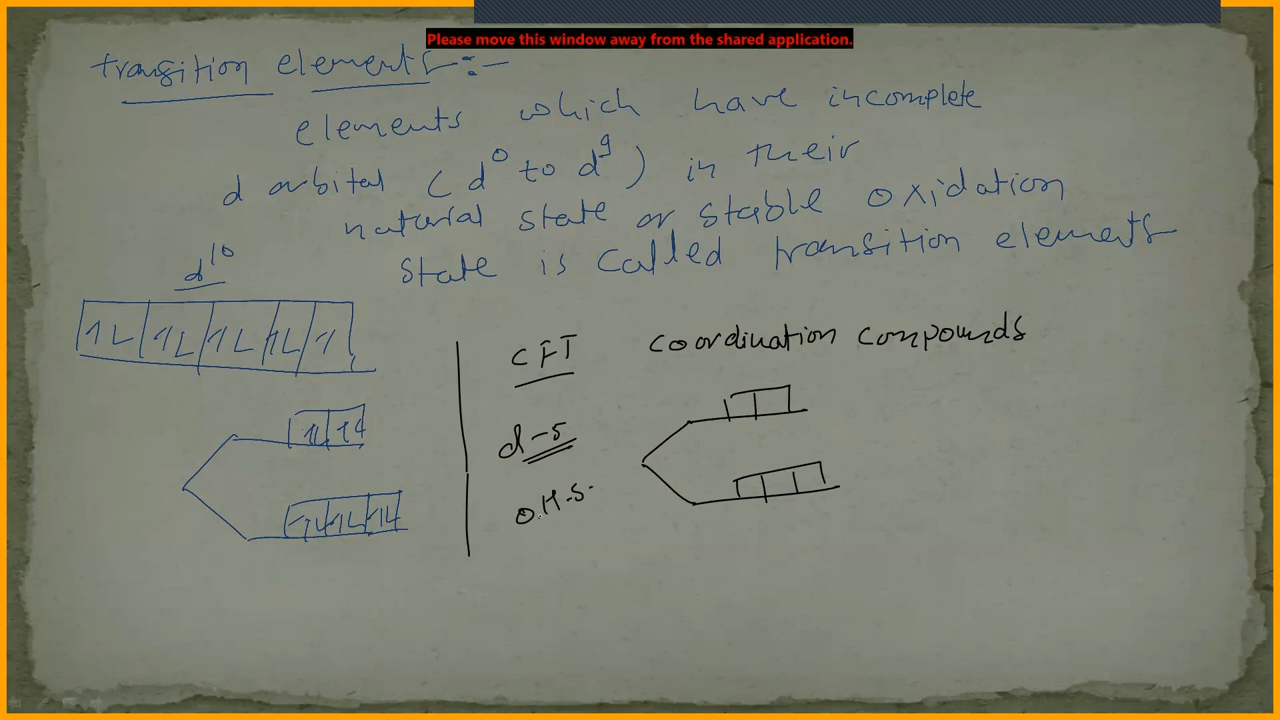 Please move this window away from the shared application.
transition elements :-
elements which have incomplete
d orbital (d⁰ to d⁹) in their
natural state or stable oxidation
state is called transition elements
d¹⁰
CFT coordination compounds
d-5
O.H.S.